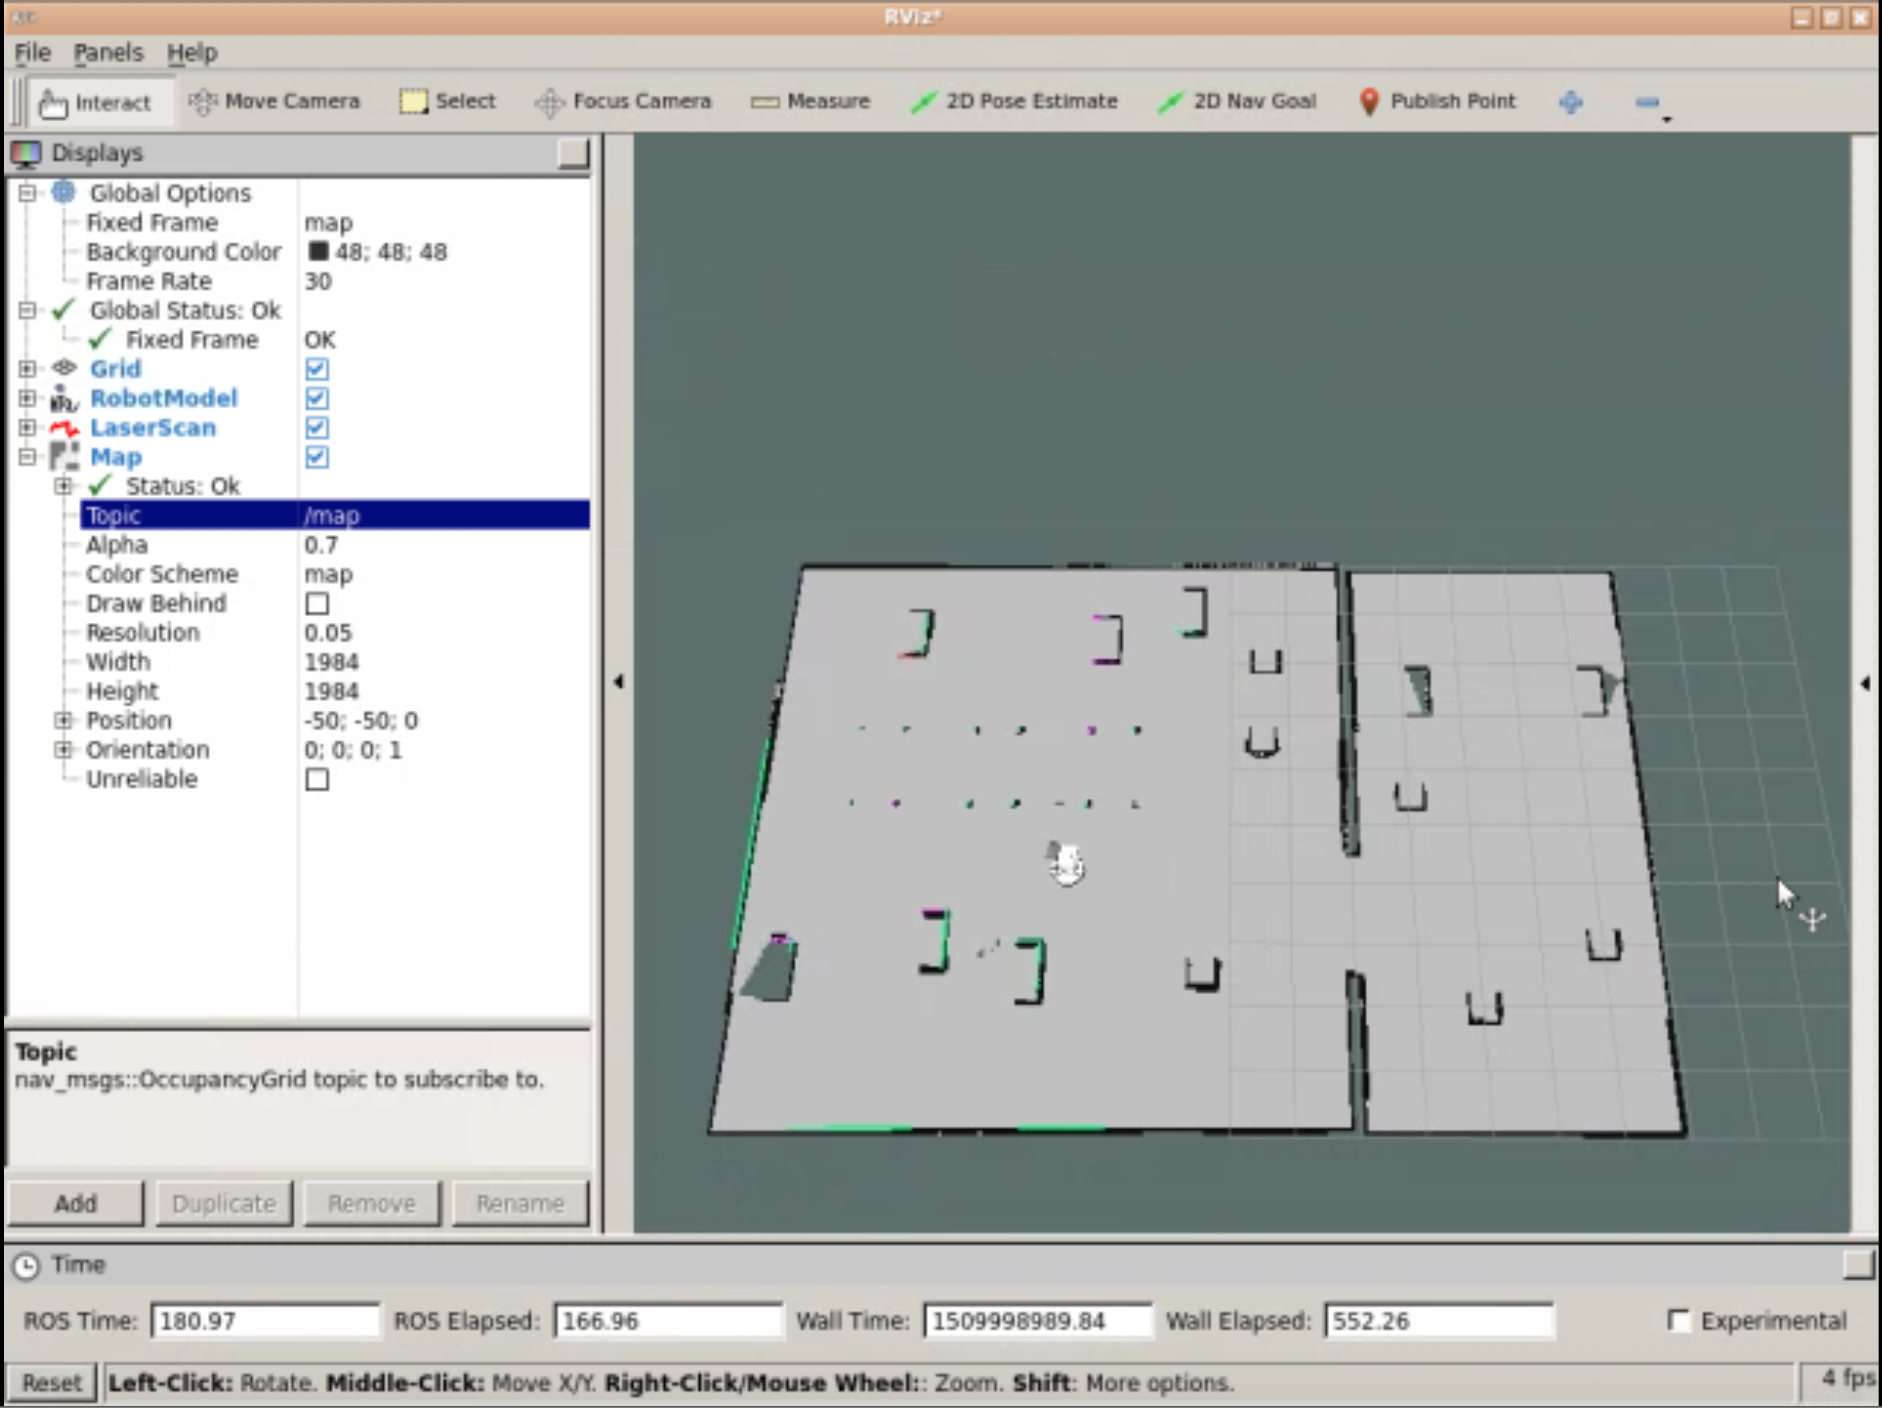 RViz*
File Panels Help
Interact Move Camera Select Focus Camera Measure 2D Pose Estimate 2D Nav Goal Publish Point
Displays
Global Options
Fixed Frame map
Background Color 48; 48; 48
Frame Rate 30
Global Status: Ok
Fixed Frame OK
Grid
RobotModel
LaserScan
Map
Status: Ok
Topic /map
Alpha 0.7
Color Scheme map
Draw Behind
Resolution 0.05
Width 1984
Height 1984
Position -50; -50; 0
Orientation 0; 0; 0; 1
Unreliable
Topic
nav_msgs::OccupancyGrid topic to subscribe to.
Add Duplicate Remove Rename
Time
ROS Time: 180.97 ROS Elapsed: 166.96 Wall Time: 1509998989.84 Wall Elapsed: 552.26 Experimental
Reset Left-Click: Rotate. Middle-Click: Move X/Y. Right-Click/Mouse Wheel:: Zoom. Shift: More options. 4 fps